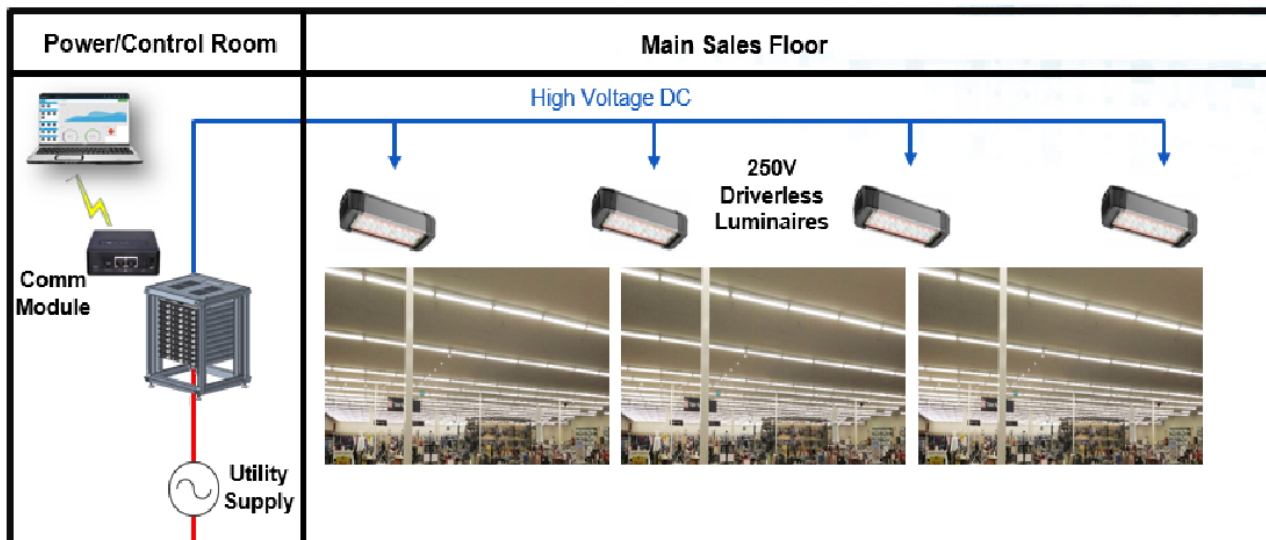 Power/Control Room
Main Sales Floor
High Voltage DC
250V
Driverless
Luminaires
Comm
Module
Utility
Supply